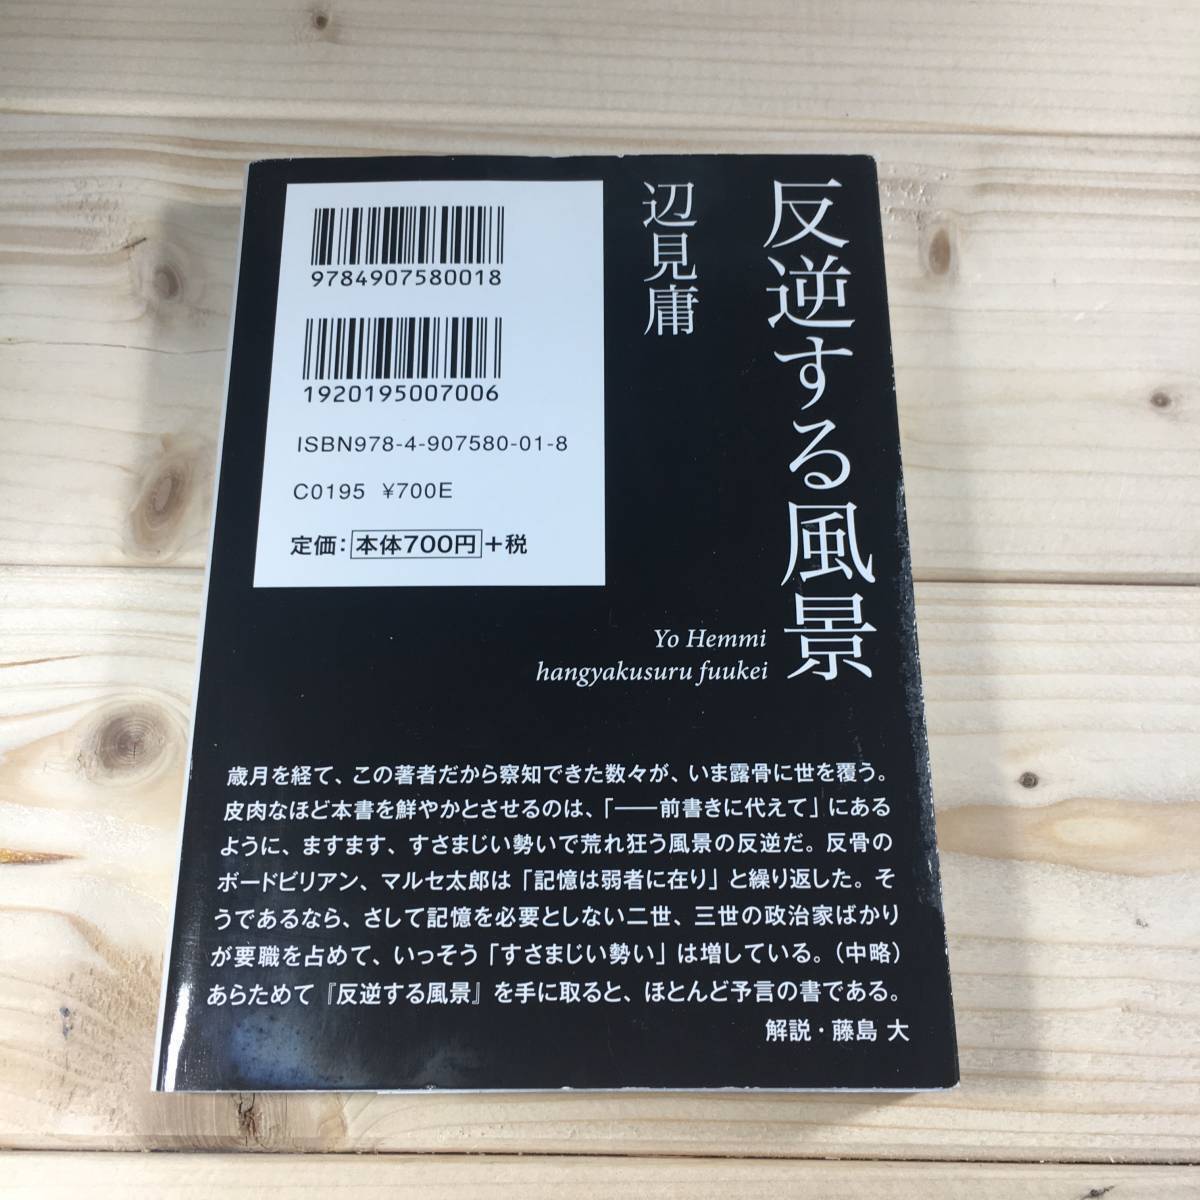 反逆する風景
辺見庸
9784907580018
1920195007006
ISBN978-4-907580-01-8
C0195 ¥700E
定価：本体700円+税
Yo Hemmi
hangyakusuru fuukei
歳月を経て、この著者だから察知できた数々が、いま露骨に世を覆う。
皮肉なほど本書を鮮やかとさせるのは、「――前書きに代えて」にある
ように、ますます、すさまじい勢いで荒れ狂う風景の反逆だ。反骨の
ボードビリアン、マルセ太郎は「記憶は弱者に在り」と繰り返した。そ
うであるなら、さして記憶を必要としない二世、三世の政治家ばかり
が要職を占めて、いっそう「すさまじい勢い」は増している。（中略）
あらためて『反逆する風景』を手に取ると、ほとんど予言の書である。
解説・藤島 大